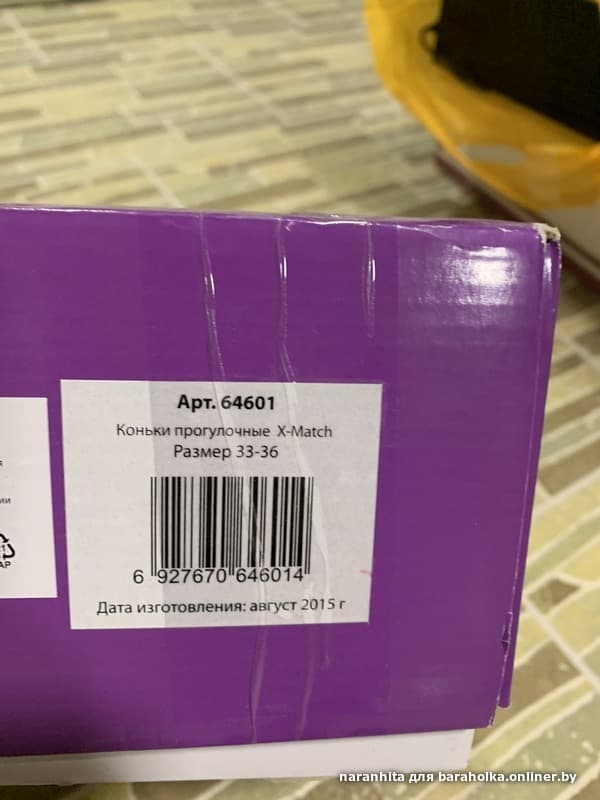 Арт. 64601
Коньки прогулочные X-Match
Размер 33-36
6 927670 646014
Дата изготовления: август 2015 г
naranhita для baraholka.onliner.by